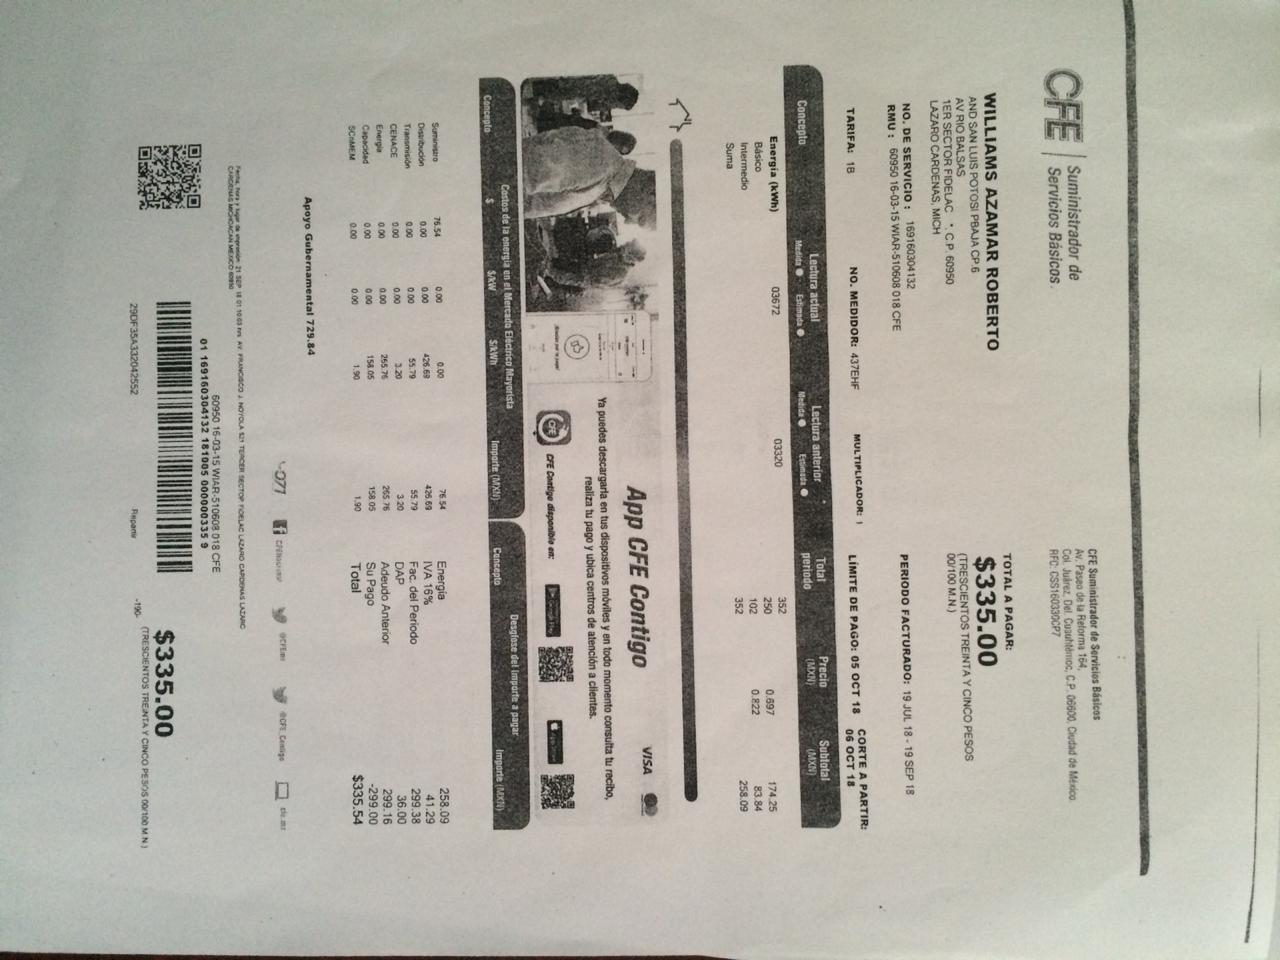 CFE Suministrador de
Servicios Básicos
CFE Suministrador de Servicios Básicos
Av. Paseo de la Reforma 164,
Col. Juárez, Del. Cuauhtémoc, C.P. 06600, Ciudad de México.
RFC: CSS160330CP7
WILLIAMS AZAMAR ROBERTO
AND SAN LUIS POTOSI PBAJA CP.6
AV RIO BALSAS
1ER SECTOR FIDELAC *. C.P. 60950
LAZARO CARDENAS, MICH
TOTAL A PAGAR:
$335.00
(TRESCIENTOS TREINTA Y CINCO PESOS
00/100 M.N.)
NO. DE SERVICIO : 169160304132
RMU : 60950 16-03-15 WIAR-510608 018 CFE
PERIODO FACTURADO: 19 JUL 18 - 19 SEP 18
TARIFA: 1B NO. MEDIDOR: 437EHF MULTIPLICADOR: 1 LÍMITE DE PAGO: 05 OCT 18 CORTE A PARTIR:
06 OCT 18
Concepto Lectura actual Lectura anterior Total periodo Precio (MXN) Subtotal (MXN)
Medida Estimada Medida Estimada
Energía (kWh) 03672 03320 352
Básico 250 0.697 174.25
Intermedio 102 0.822 83.84
Suma 352 258.09
App CFE Contigo VISA
Ya puedes descargarla en tus dispositivos móviles y en todo momento consulta tu recibo,
realiza tu pago y ubica centros de atención a clientes.
CFE CFE Contigo disponible en: Google Play App Store
Costos de la energía en el Mercado Eléctrico Mayorista
Concepto $ $/kW $/kWh Importe (MXN)
Suministro 76.54 0.00 0.00 76.54
Distribución 0.00 0.00 426.69 426.69
Transmisión 0.00 0.00 55.79 55.79
CENACE 0.00 0.00 3.20 3.20
Energía 0.00 0.00 265.76 265.76
Capacidad 0.00 0.00 158.05 158.05
SCnMEM 0.00 0.00 1.90 1.90
Desglose del importe a pagar
Concepto Importe (MXN)
Energía 258.09
IVA 16% 41.29
Fac. del Periodo 299.38
DAP 36.00
Adeudo Anterior 299.16
Su Pago -299.00
Total $335.54
Apoyo Gubernamental 729.84
071 CFENacional @CFEmx @CFE_Contigo cfe.mx
Fecha, hora y lugar de impresión: 21 SEP 18 01:10:03 hrs AV. FRANCISCO J. NOYOLA 521 TERCER SECTOR FIDELAC LAZARO CARDENAS LAZARO
CARDENAS MICHOACAN MEXICO 60950
60950 16-03-15 WIAR-510608 018 CFE
01 169160304132 181005 000000335 9
29DF35A332042552 Repartir -190-
$335.00
(TRESCIENTOS TREINTA Y CINCO PESOS 00/100 M.N.)